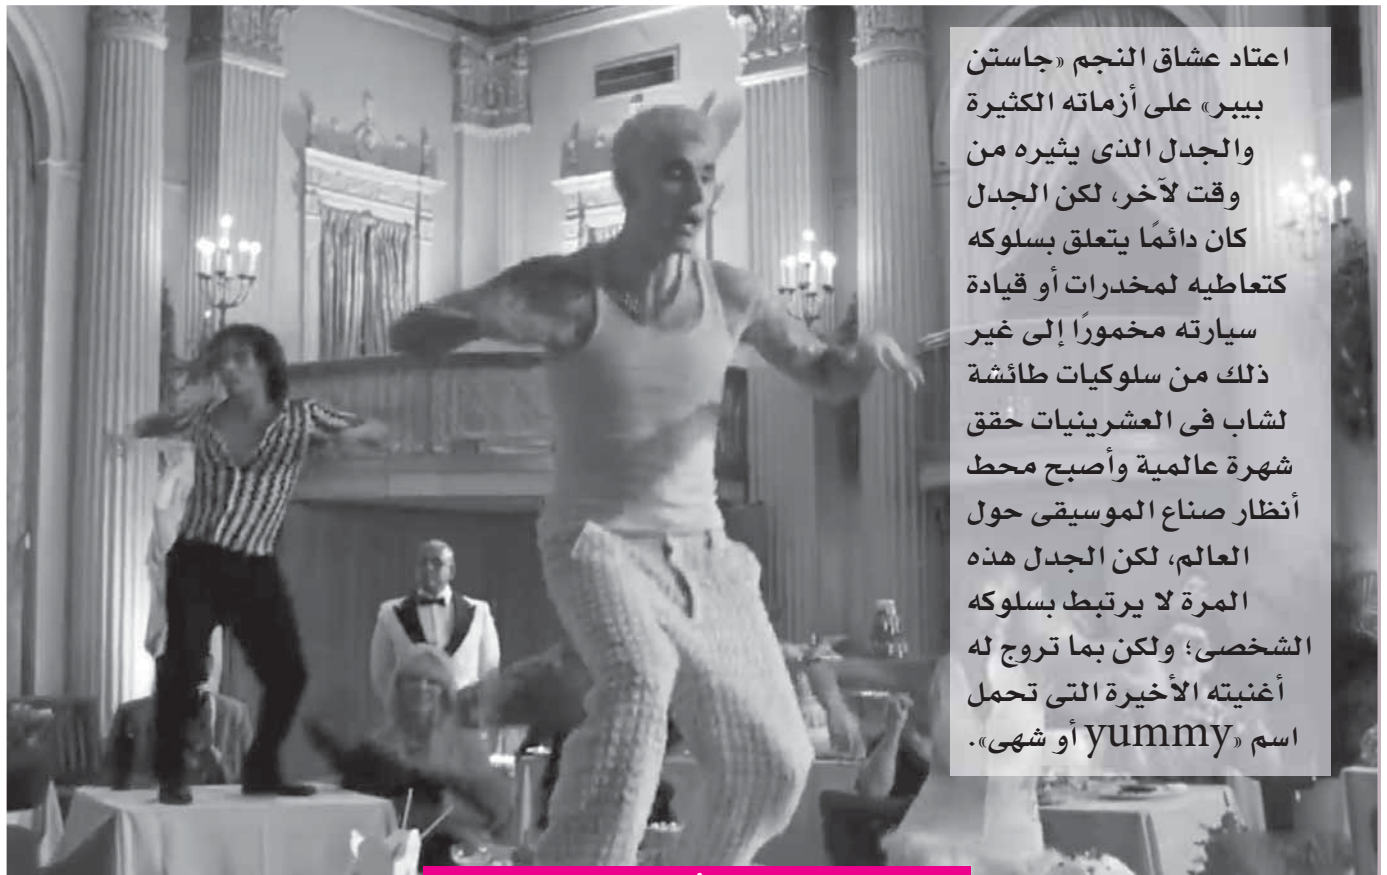 اعتاد عشاق النجم «جاستن
بيبر» على أزماته الكثيرة
والجدل الذى يثيره من
وقت لآخر، لكن الجدل
كان دائمًا يتعلق بسلوكه
كتعاطيه لمخدرات أو قيادة
سيارته مخمورًا إلى غير
ذلك من سلوكيات طائشة
لشاب فى العشرينيات حقق
شهرة عالمية وأصبح محط
أنظار صناع الموسيقى حول
العالم، لكن الجدل هذه
المرة لا يرتبط بسلوكه
الشخصى؛ ولكن بما تروج له
أغنيته الأخيرة التى تحمل
اسم «yummy أو شهى».